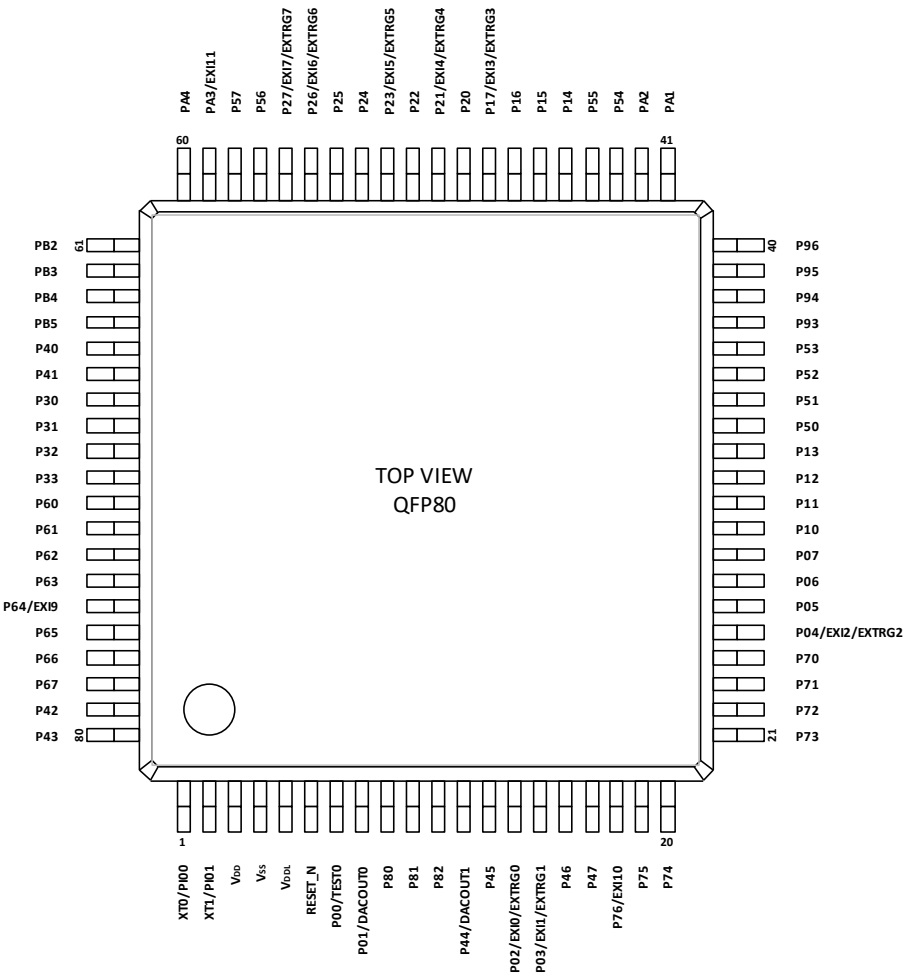 PA4
PA3/EXI11
P57
P56
P27/EXI7/EXTRG7
P26/EXI6/EXTRG6
P25
P24
P23/EXI5/EXTRG5
P22
P21/EXI4/EXTRG4
P20
P17/EXI3/EXTRG3
P16
P15
P14
P55
P54
PA2
PA1
60
41
PB2
61
PB3
PB4
PB5
P40
P41
P30
P31
P32
P33
P60
P61
P62
P63
P64/EXI9
P65
P66
P67
P42
P43
80
TOP VIEW
QFP80
40
P96
P95
P94
P93
P53
P52
P51
P50
P13
P12
P11
P10
P07
P06
P05
P04/EXI2/EXTRG2
P70
P71
P72
21
P73
1
20
XT0/PI00
XT1/PI01
VDD
VSS
VDDL
RESET_N
P00/TEST0
P01/DACOUT0
P80
P81
P82
P44/DACOUT1
P45
P02/EXI0/EXTRG0
P03/EXI1/EXTRG1
P46
P47
P76/EXI10
P75
P74